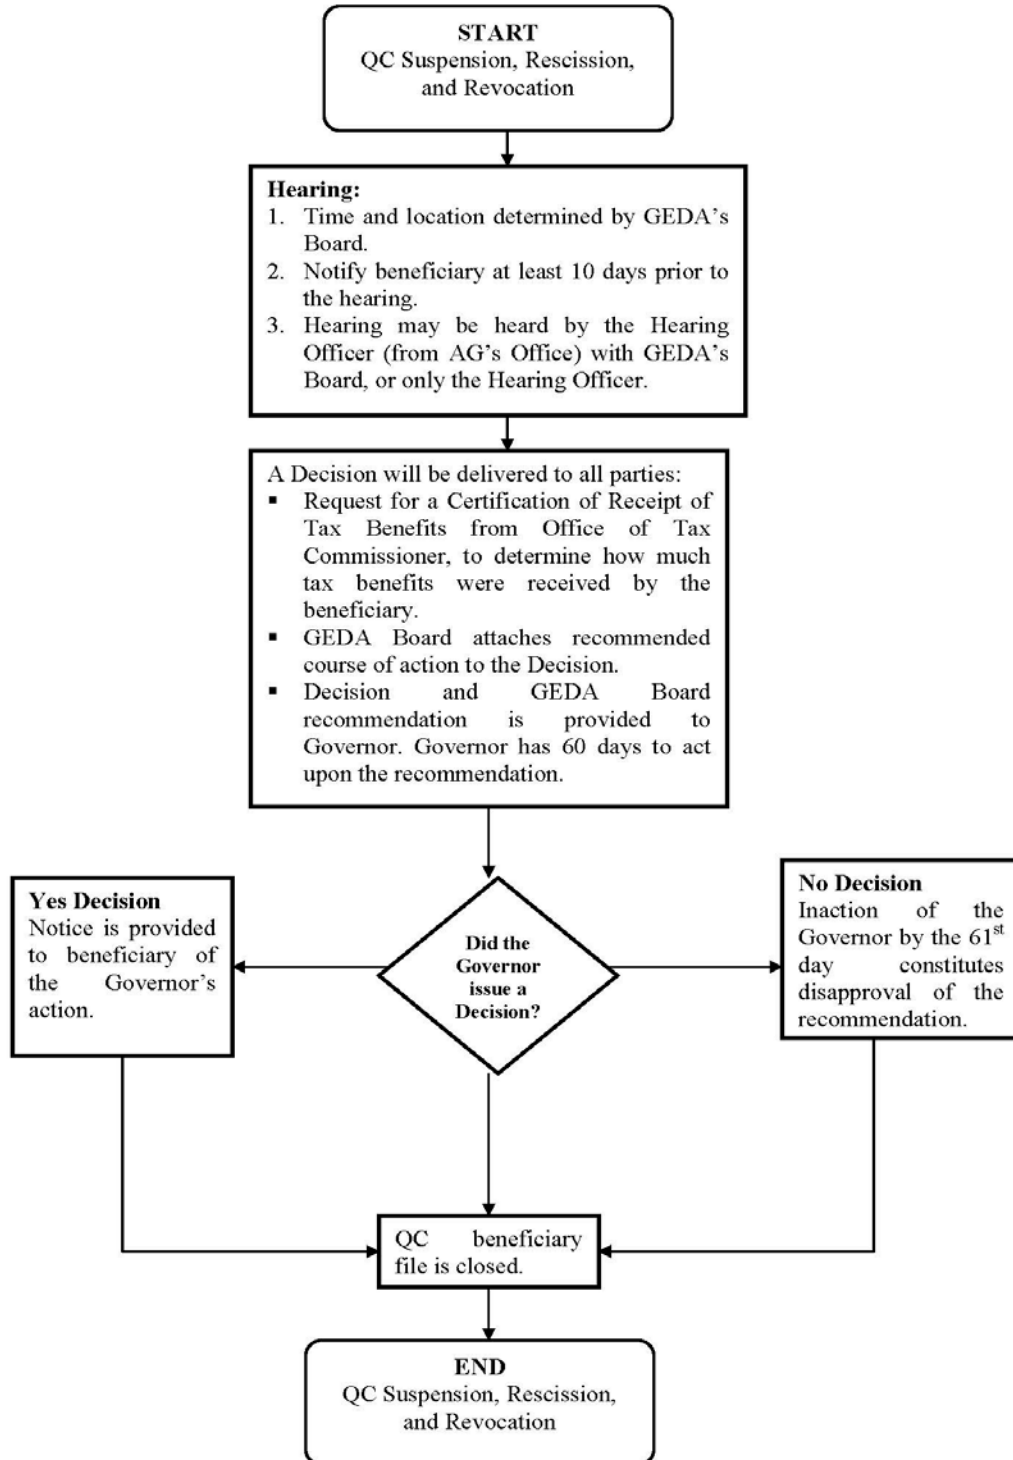 START
QC Suspension, Rescission,
and Revocation
Hearing:
1. Time and location determined by GEDA's
Board.
2. Notify beneficiary at least 10 days prior to
the hearing.
3. Hearing may be heard by the Hearing
Officer (from AG's Office) with GEDA's
Board, or only the Hearing Officer.
A Decision will be delivered to all parties:
▪ Request for a Certification of Receipt of
Tax Benefits from Office of Tax
Commissioner, to determine how much
tax benefits were received by the
beneficiary.
▪ GEDA Board attaches recommended
course of action to the Decision.
▪ Decision and GEDA Board
recommendation is provided to
Governor. Governor has 60 days to act
upon the recommendation.
Did the
Governor
issue a
Decision?
Yes Decision
Notice is provided
to beneficiary of
the Governor's
action.
No Decision
Inaction of the
Governor by the 61st
day constitutes
disapproval of the
recommendation.
QC beneficiary
file is closed.
END
QC Suspension, Rescission,
and Revocation